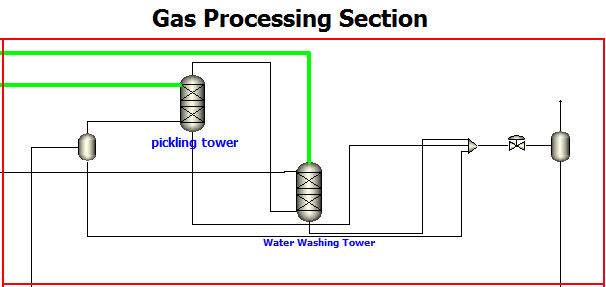 Gas Processing Section
pickling tower
Water Washing Tower